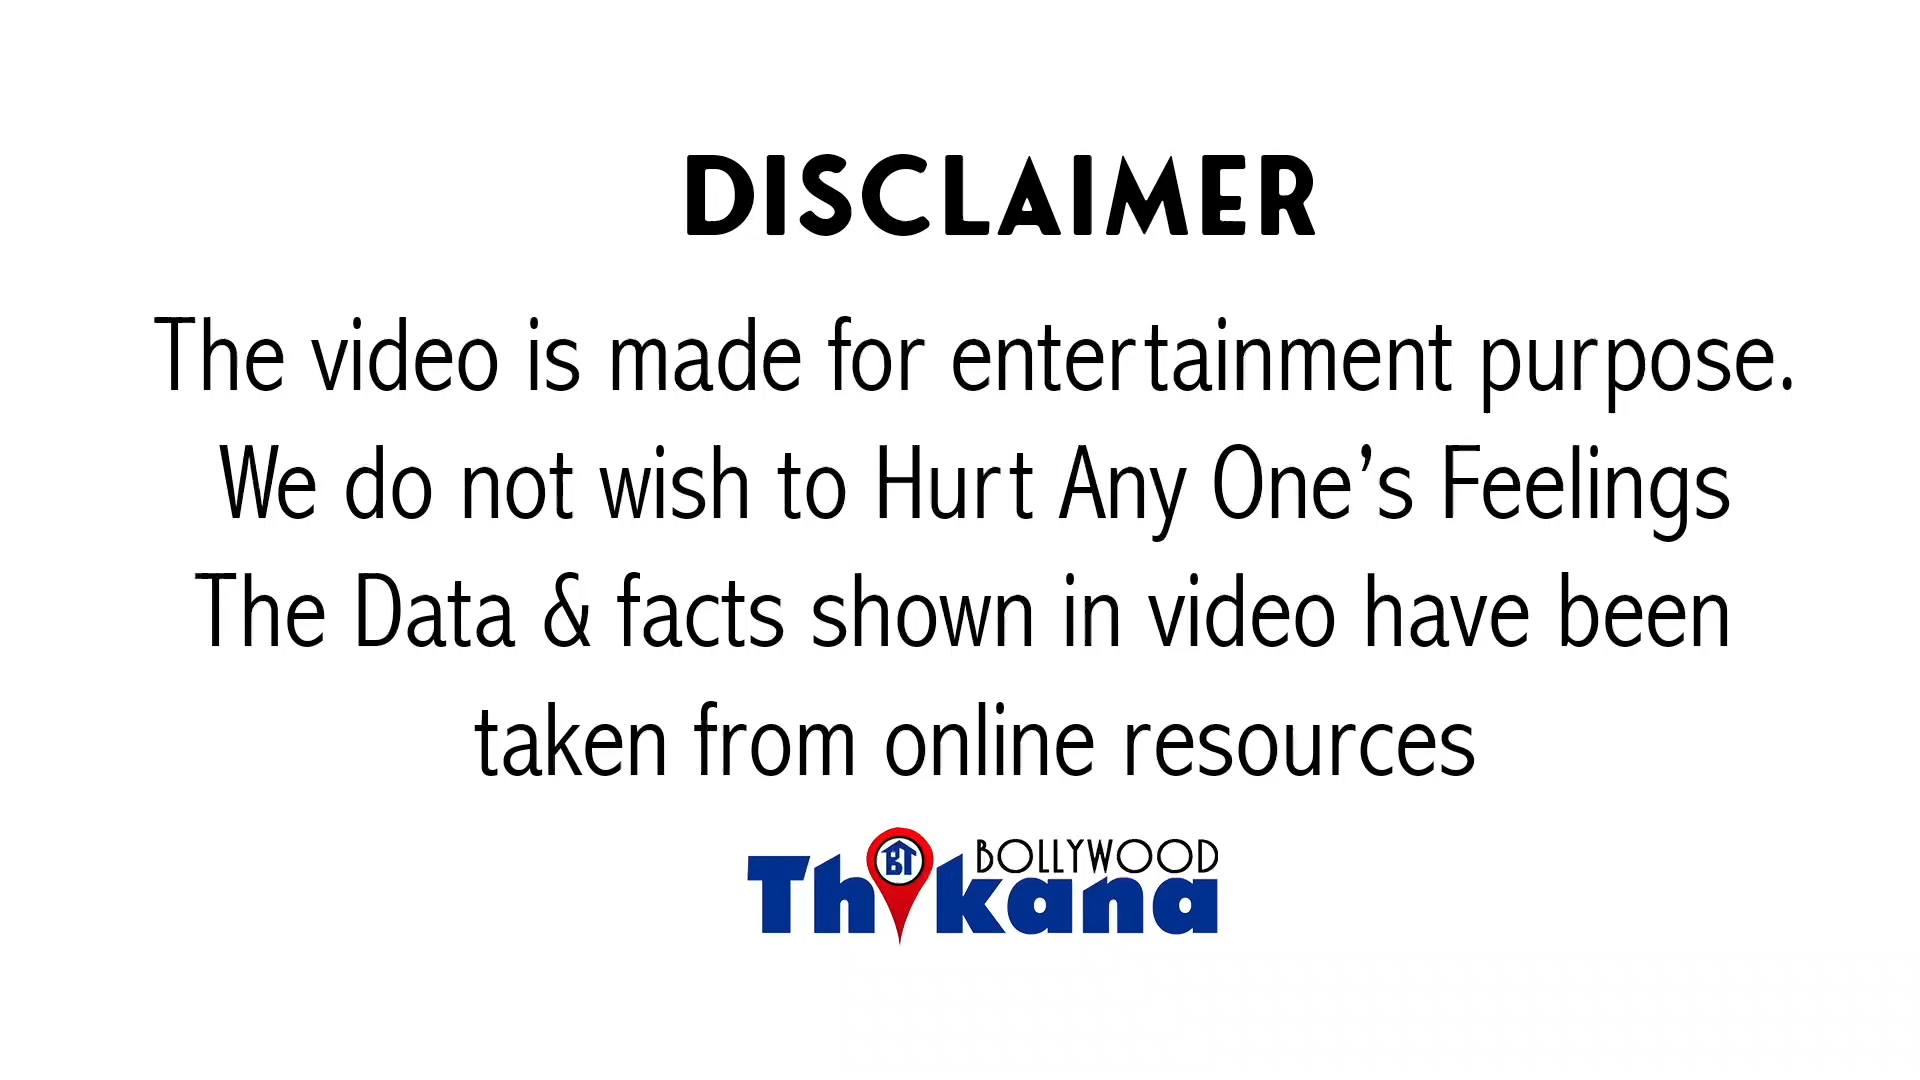 DISCLAIMER
The video is made for entertainment purpose.
We do not wish to Hurt Any One’s Feelings
The Data & facts shown in video have been
taken from online resources
BT
BOLLYWOOD
Thikana